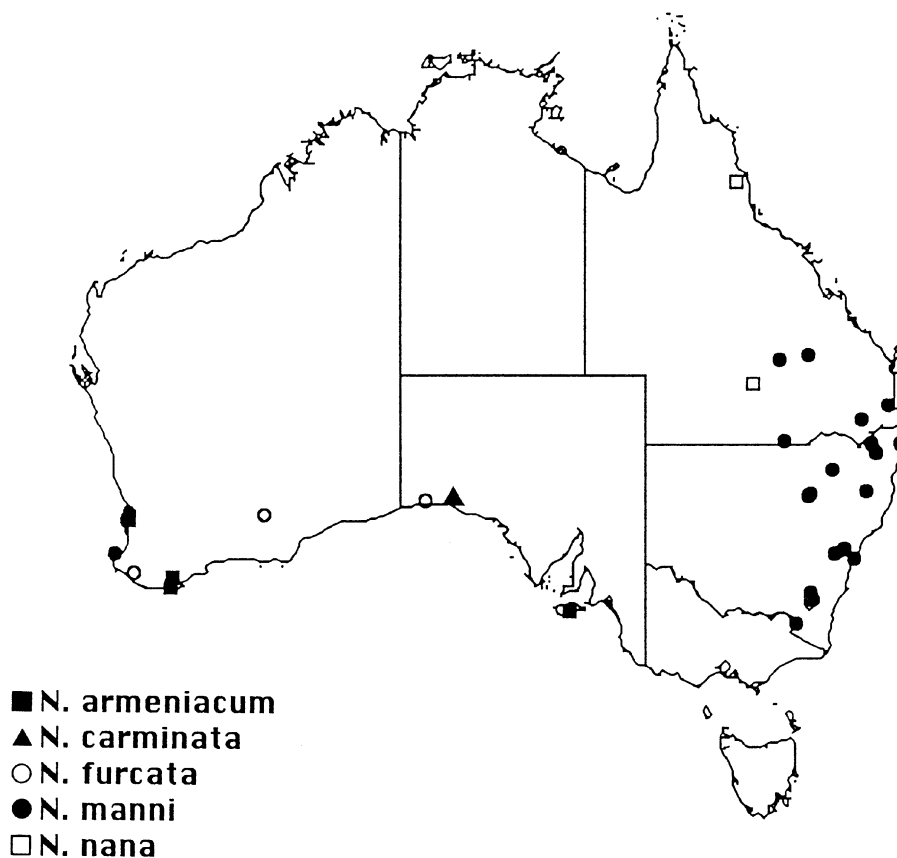 N. armeniacum
N. carminata
N. furcata
N. manni
N. nana